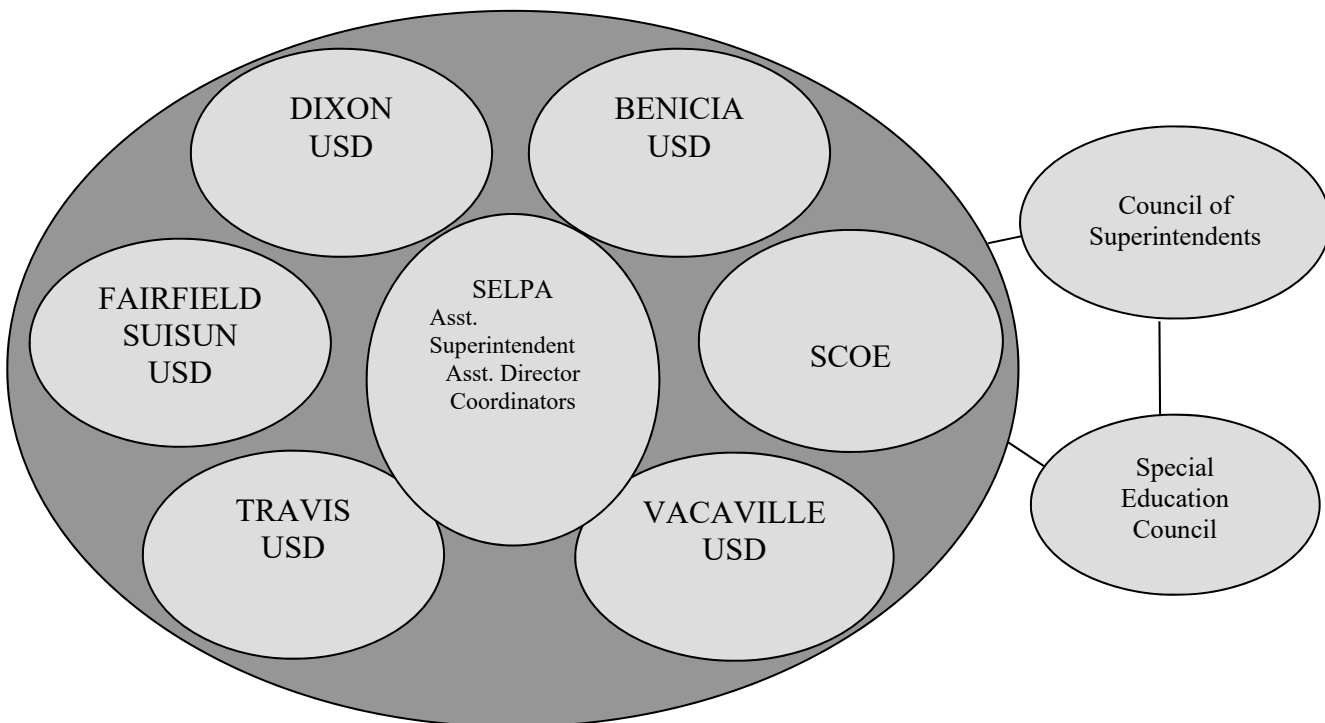 DIXON
USD
BENICIA
USD
Council of
Superintendents
FAIRFIELD
SUISUN
USD
SELPA
Asst.
Superintendent
Asst. Director
Coordinators
SCOE
TRAVIS
USD
VACAVILLE
USD
Special
Education
Council